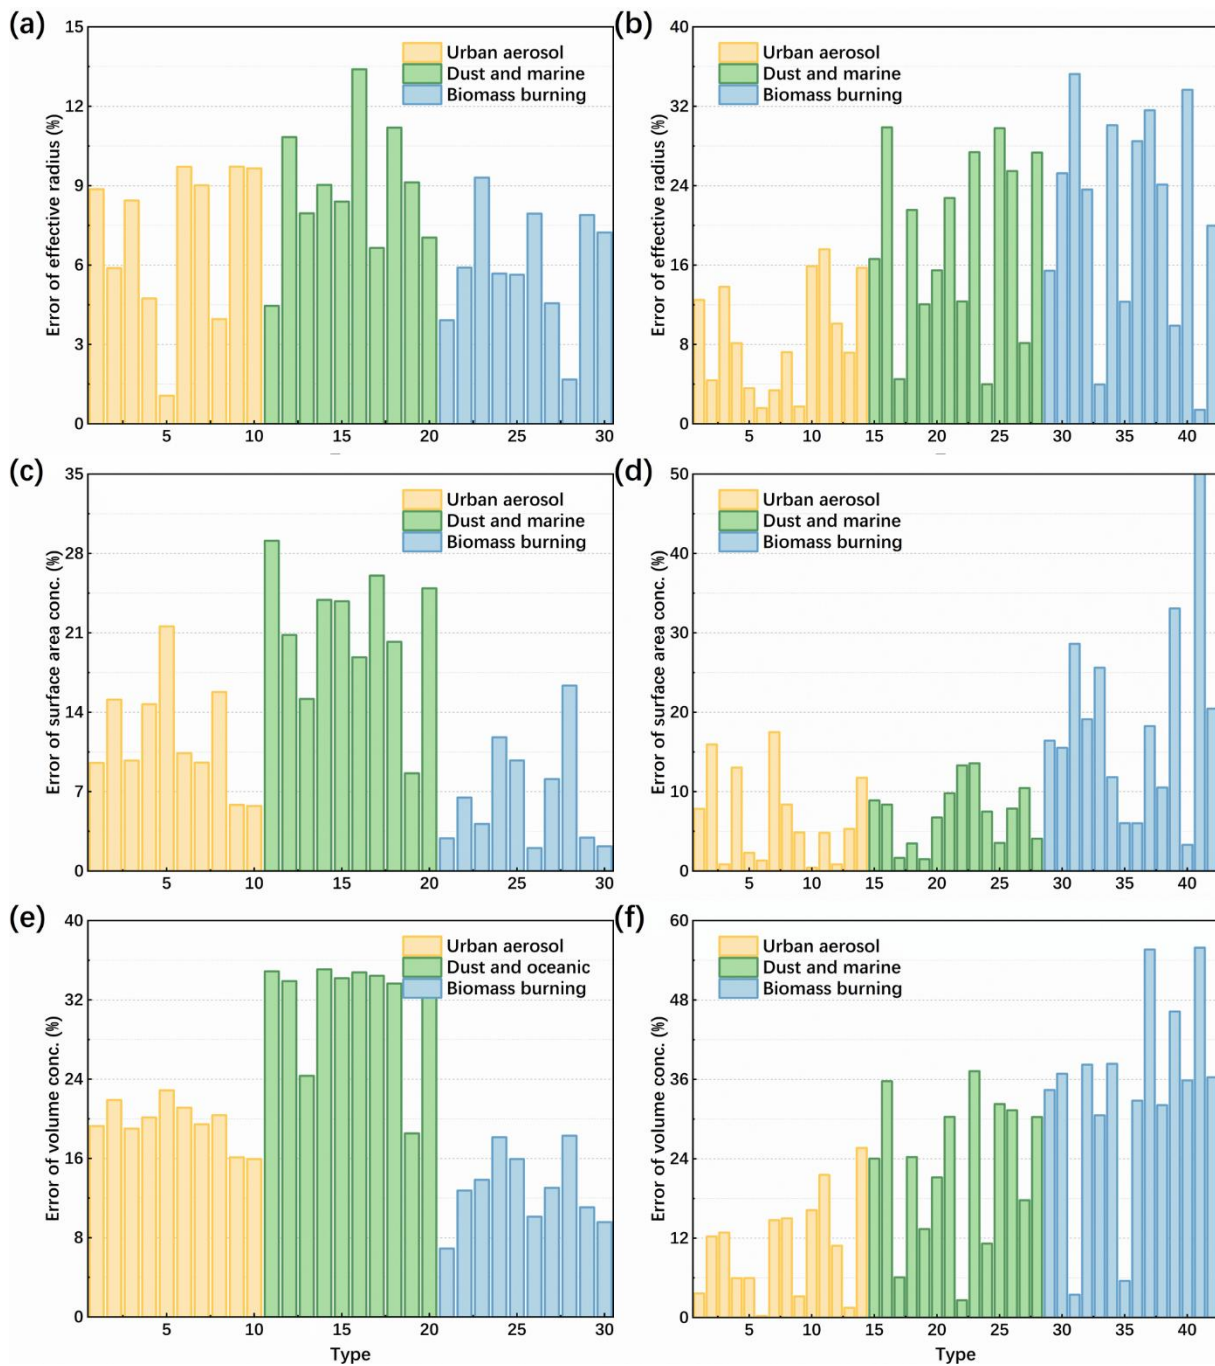 (a)
15
12
9
6
3
0
Error of effective radius (%)
Urban aerosol
Dust and marine
Biomass burning
5 10 15 20 25 30
(b)
40
32
24
16
8
0
Error of effective radius (%)
Urban aerosol
Dust and marine
Biomass burning
5 10 15 20 25 30 35 40
(c)
35
28
21
14
7
0
Error of surface area conc. (%)
Urban aerosol
Dust and marine
Biomass burning
5 10 15 20 25 30
(d)
50
50
30
20
10
0
Error of surface area conc. (%)
Urban aerosol
Dust and marine
Biomass burning
5 10 15 20 25 30 35 40
(e)
40
32
24
16
8
0
Error of volume conc. (%)
Urban aerosol
Dust and oceanic
Biomass burning
5 10 15 20 25 30
Type
(f)
60
48
36
24
12
0
Error of volume conc. (%)
Urban aerosol
Dust and marine
Biomass burning
5 10 15 20 25 30 35 40
Type